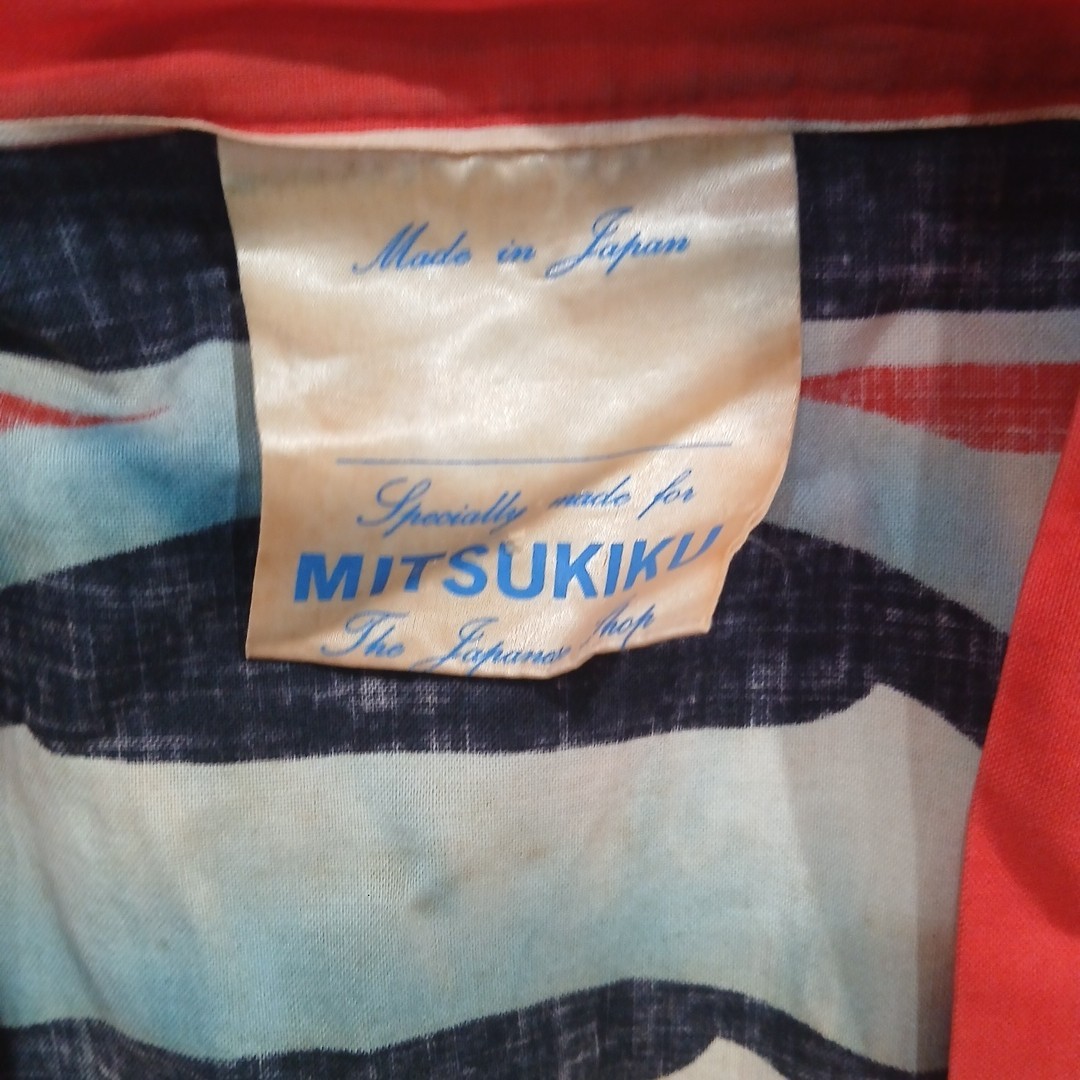 Made in Japan
Specially made for
MITSUKIKU
The Japanese Shop